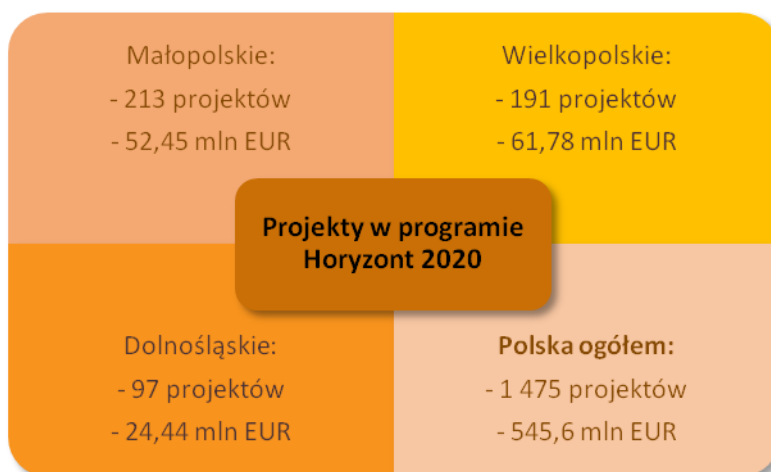 Małopolskie:
- 213 projektów
- 52,45 mln EUR
Wielkopolskie:
- 191 projektów
- 61,78 mln EUR
Projekty w programie
Horyzont 2020
Dolnośląskie:
- 97 projektów
- 24,44 mln EUR
Polska ogółem:
- 1 475 projektów
- 545,6 mln EUR